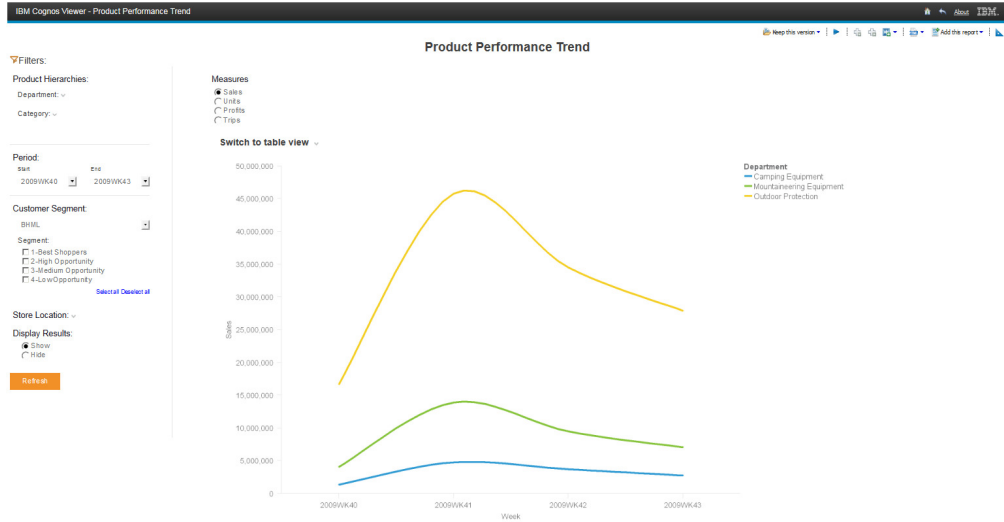 IBM Cognos Viewer - Product Performance Trend
About IBM.
Keep this version
Add this report
Product Performance Trend
Filters:
Product Hierarchies:
Department:
Category:
Period:
Start End
2009WK40 2009WK43
Customer Segment:
BHML
Segment:
1-Best Shoppers
2-High Opportunity
3-Medium Opportunity
4-LowOpportunity
Select all Deselect all
Store Location:
Display Results:
Show
Hide
Refresh
Measures
Sales
Units
Profits
Trips
Switch to table view
50,000,000
45,000,000
40,000,000
35,000,000
30,000,000
25,000,000
20,000,000
15,000,000
10,000,000
5,000,000
0
Sales
2009WK40 2009WK41 2009WK42 2009WK43
Week
Department
Camping Equipment
Mountaineering Equipment
Outdoor Protection